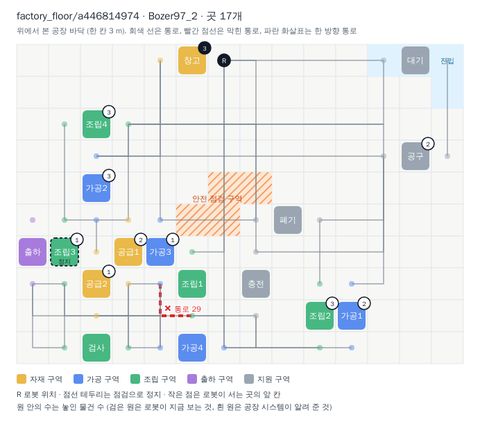 factory_floor/a446814974 · Bozer97_2 · 곳 17개
위에서 본 공장 바닥 (한 칸 3 m). 회색 선은 통로, 빨간 점선은 막힌 통로, 파란 화살표는 한 방향 통로
3
창고
R
대기
진입
3
조립4
2
공구
3
가공2
안전 점검 구역
폐기
출하
1
조립3
정지
2
공급1
1
가공3
1
공급2
조립1
충전
✕ 통로 29
3
조립2
2
가공1
검사
가공4
자재 구역
가공 구역
조립 구역
출하 구역
지원 구역
R 로봇 위치 · 점선 테두리는 점검으로 정지 · 작은 점은 로봇이 서는 곳의 앞 칸
원 안의 수는 놓인 물건 수 (검은 원은 로봇이 지금 보는 것, 흰 원은 공장 시스템이 알려 준 것)